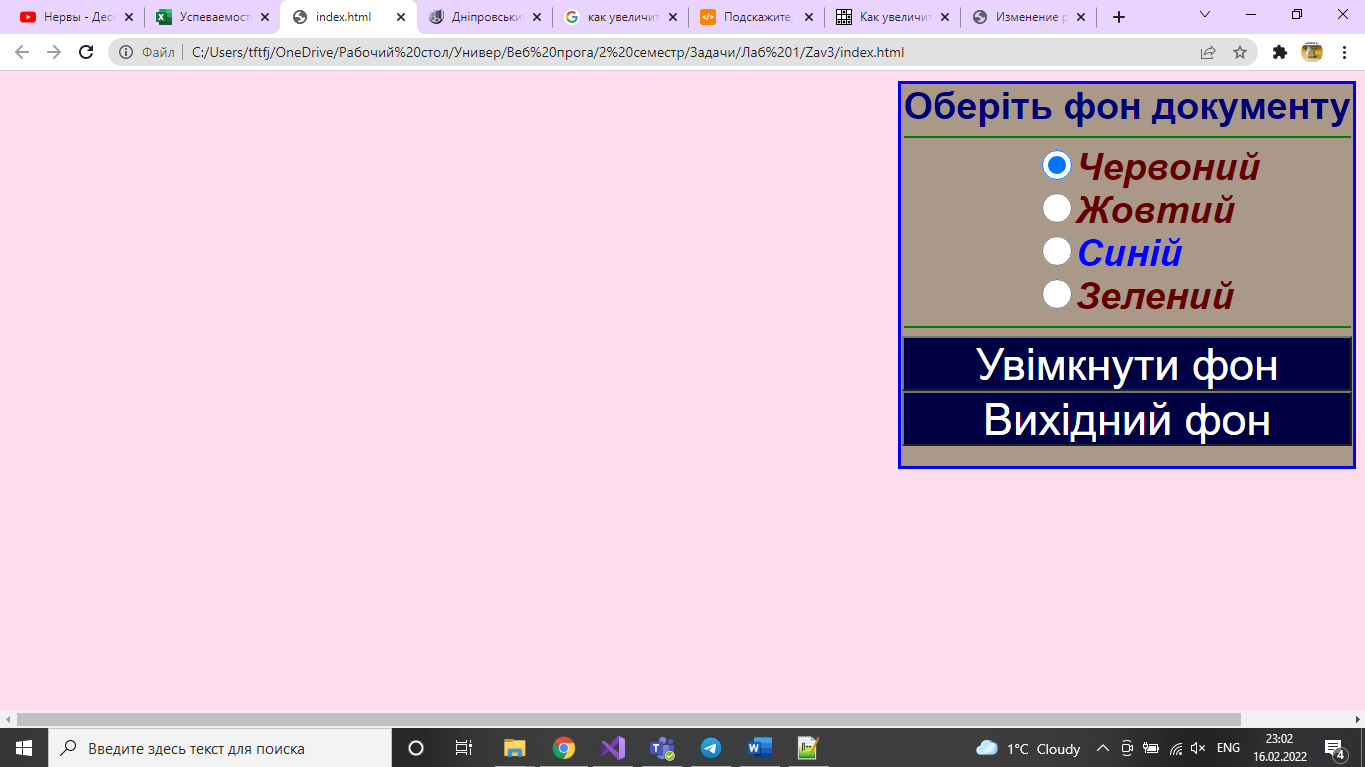 Нервы - Десл
Успеваемост
index.html
Дніпровськи
как увеличит
Подскажите,
Как увеличит
Изменение р
Файл
C:/Users/tftfj/OneDrive/Рабочий%20стол/Универ/Веб%20прога/2%20семестр/Задачи/Лаб%201/Zav3/index.html
Оберіть фон документу
Червоний
Жовтий
Синій
Зелений
Увімкнути фон
Вихідний фон
Введите здесь текст для поиска
1°C Cloudy
ENG
23:02
16.02.2022
4